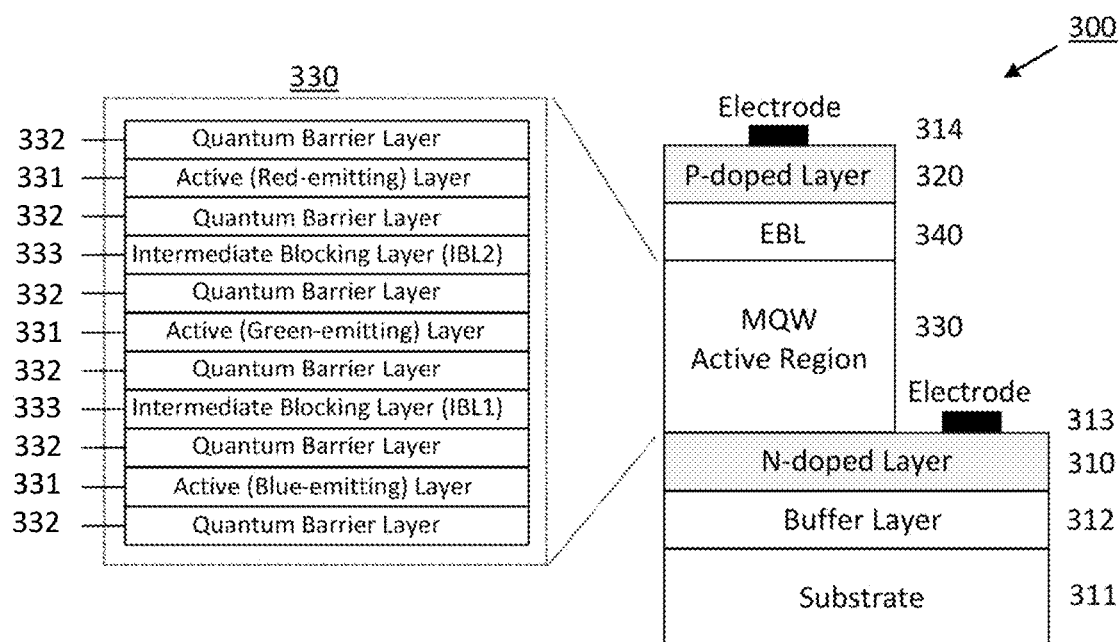 300
330
332 Quantum Barrier Layer
331 Active (Red-emitting) Layer
332 Quantum Barrier Layer
333 Intermediate Blocking Layer (IBL2)
332 Quantum Barrier Layer
331 Active (Green-emitting) Layer
332 Quantum Barrier Layer
333 Intermediate Blocking Layer (IBL1)
332 Quantum Barrier Layer
331 Active (Blue-emitting) Layer
332 Quantum Barrier Layer
Electrode
314
P-doped Layer 320
EBL 340
MQW
Active Region
330
Electrode
313
N-doped Layer 310
Buffer Layer 312
Substrate 311